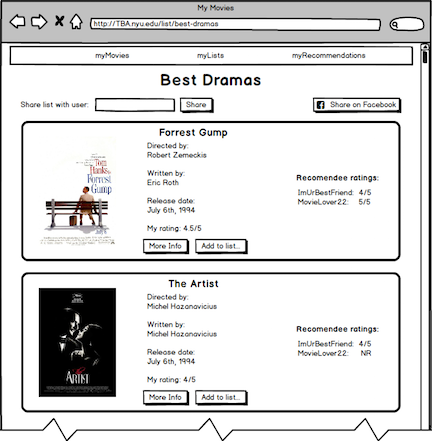 My Movies
http://TBA.nyu.edu/list/best-dramas
myMovies myLists myRecomendations
Best Dramas
Share list with user: Share Share on Facebook
Forrest Gump
Directed by:
Robert Zemeckis
Written by:
Eric Roth
Release date:
July 6th, 1994
My rating: 4.5/5
More Info Add to list...
Tom
Hanks is
Forrest
Gump
Recomendee ratings:
ImUrBestFriend: 4/5
MovieLover22: 5/5
The Artist
Directed by:
Michel Hazanavicius
Written by:
Michel Hazanavicius
Release date:
July 6th, 1994
My rating: 4/5
More Info Add to list...
ARTIST
Recomendee ratings:
ImUrBestFriend: 4/5
MovieLover22: NR